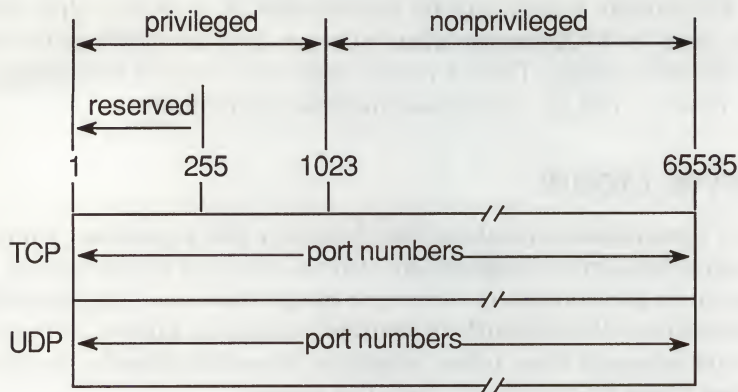 privileged nonprivileged
reserved
1 255 1023 65535
TCP port numbers
UDP port numbers